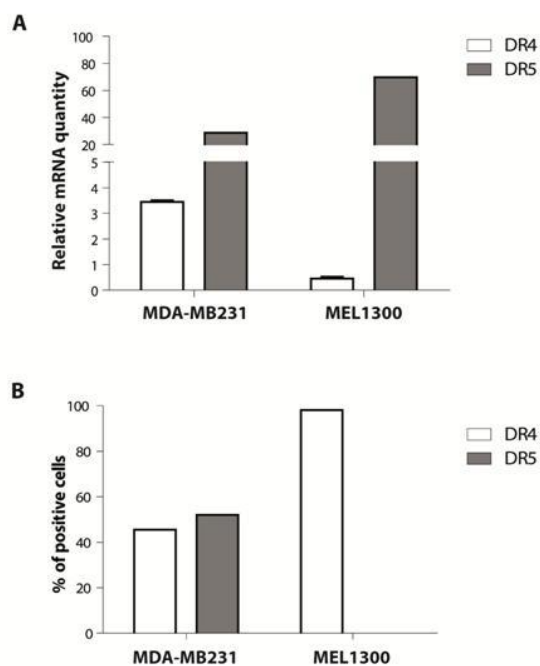 A
Relative mRNA quantity
100
80
60
40
20
5
4
3
2
1
0
MDA-MB231 MEL1300
DR4
DR5
B
% of positive cells
100
80
60
40
20
0
MDA-MB231 MEL1300
DR4
DR5